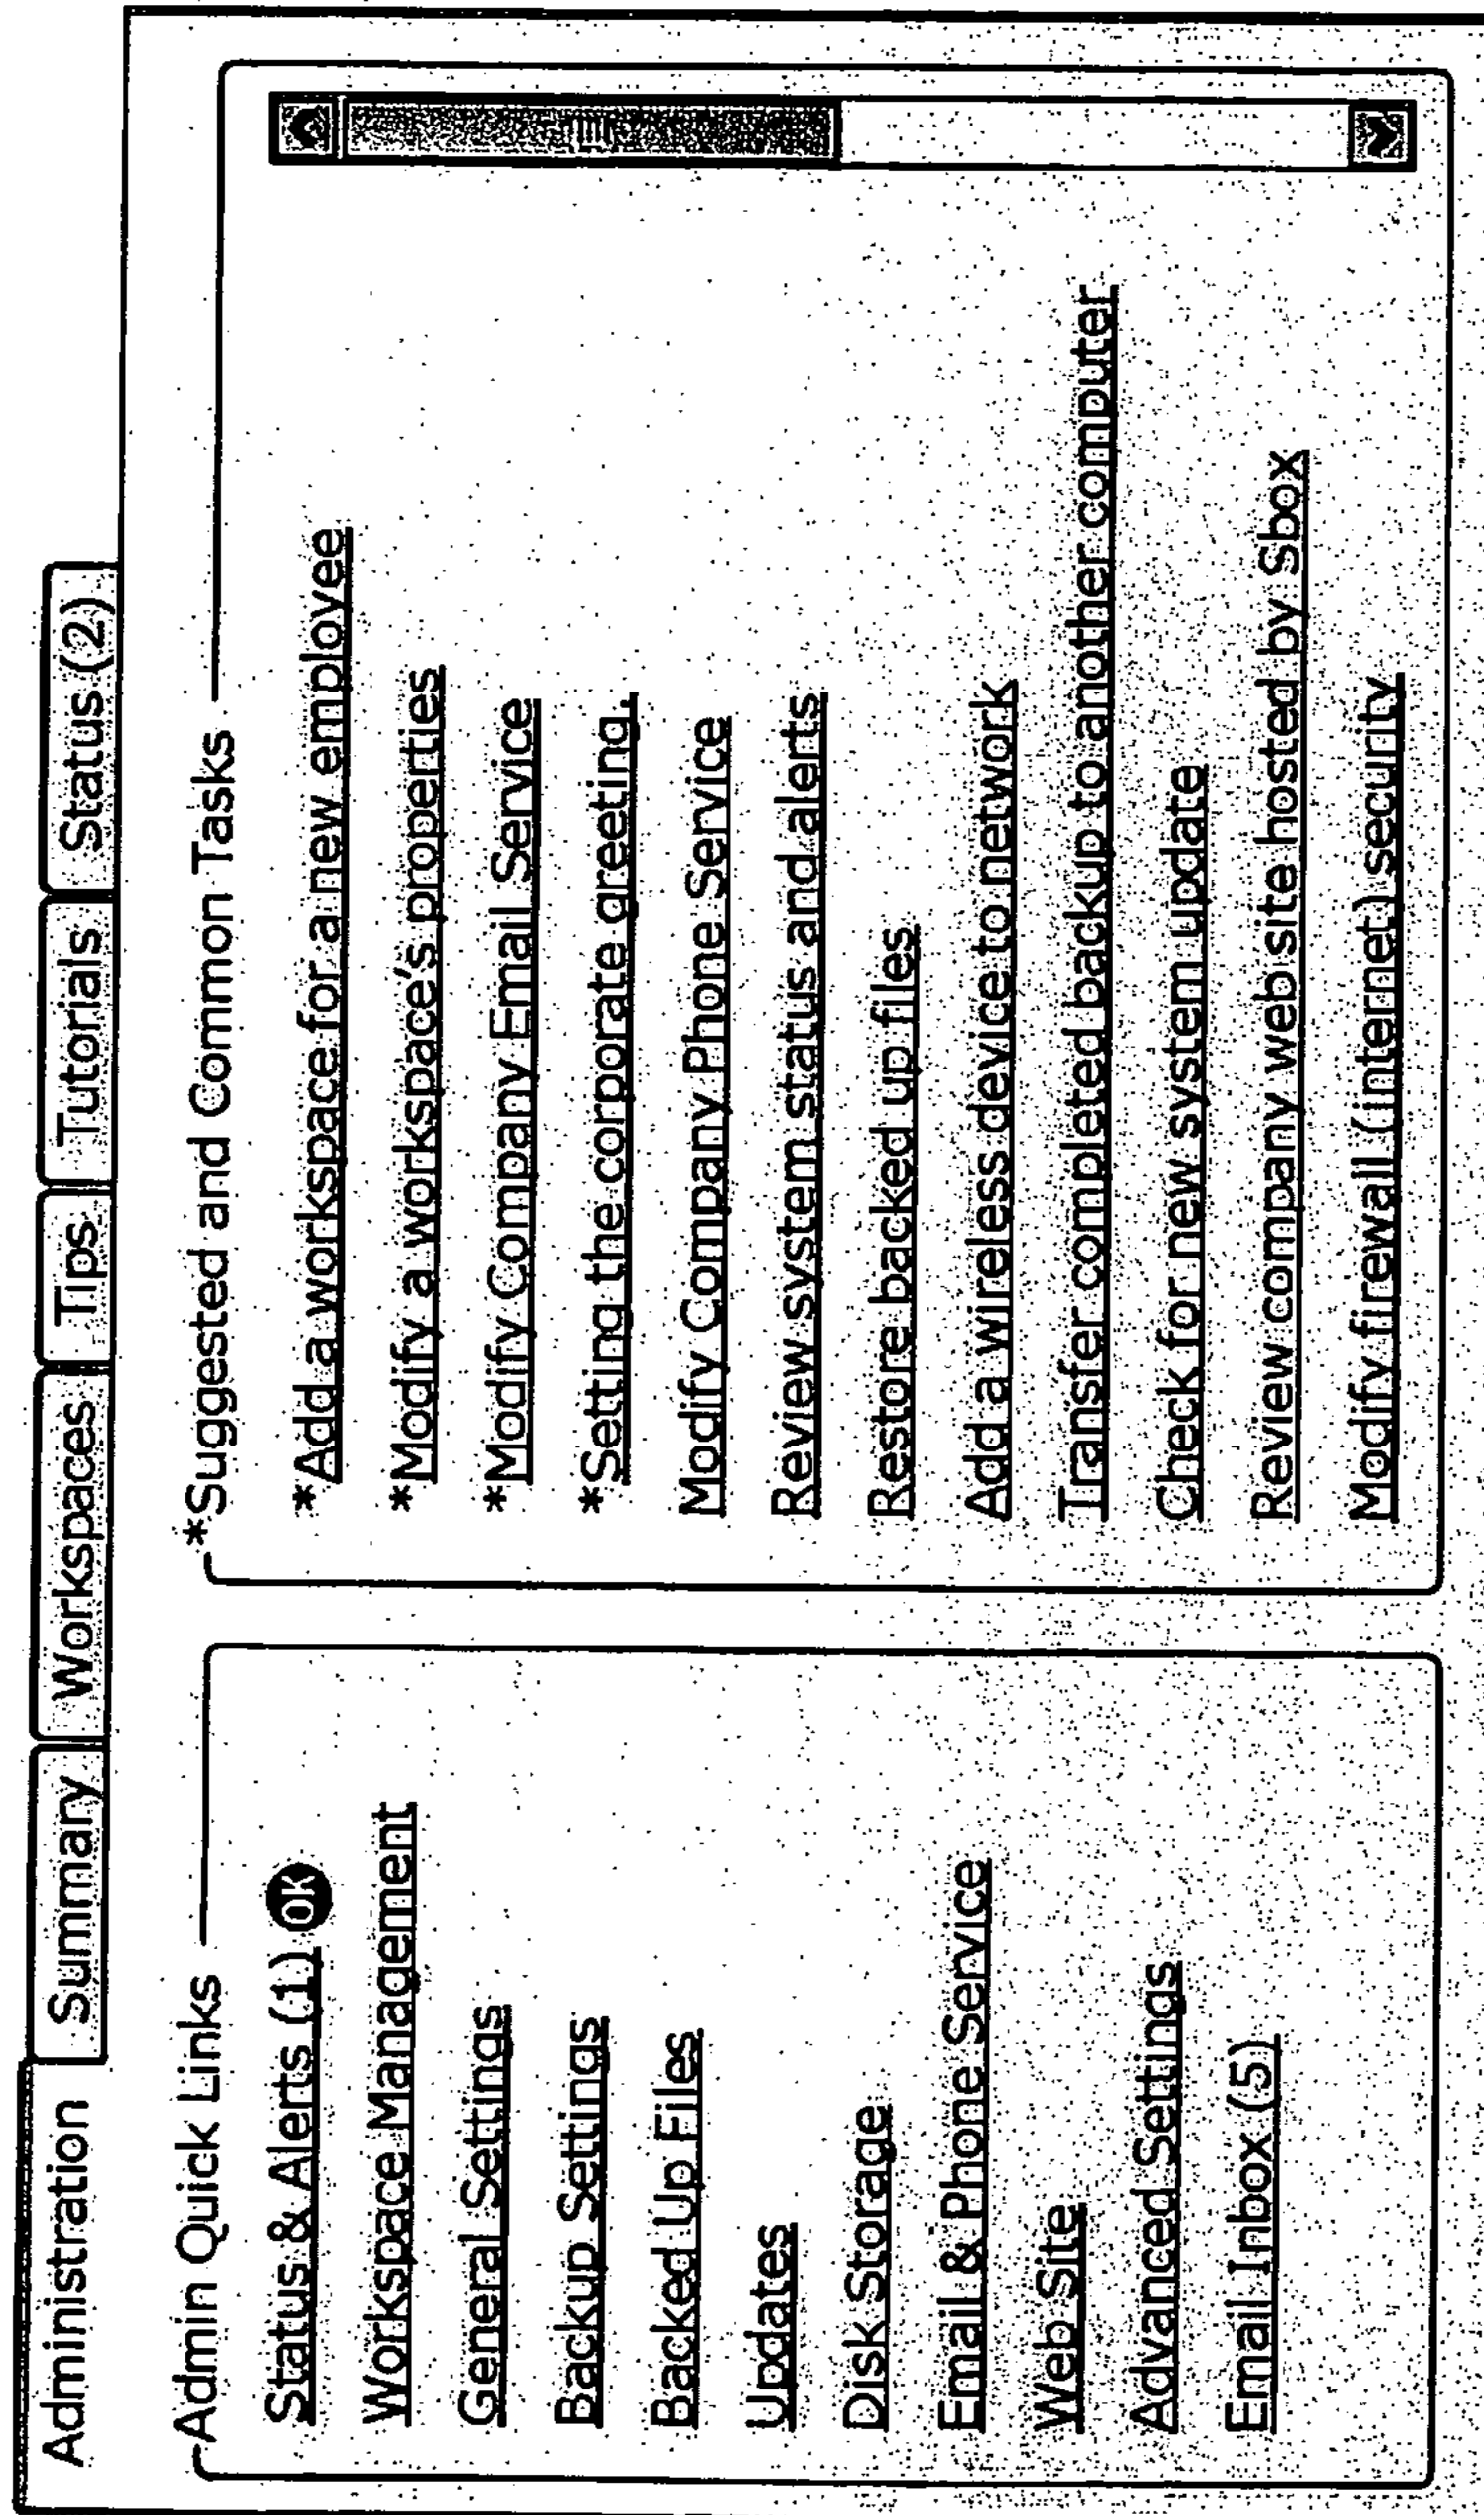 Administration Summary Workspaces Tips Tutorials Status (2)
Admin Quick Links
Status & Alerts (1) OK
Workspace Management
General Settings
Backup Settings
Backed Up Files
Updates
Disk Storage
Email & Phone Service
Web Site
Advanced Settings
Email Inbox (5)
*Suggested and Common Tasks
*Add a workspace for a new employee
*Modify a workspace's properties
*Modify Company Email Service
*Setting the corporate greeting.
Modify Company Phone Service
Review system status and alerts
Restore backed up files
Add a wireless device to network
Transfer completed backup to another computer
Check for new system update
Review company web site hosted by Sbox
Modify firewall (internet) security